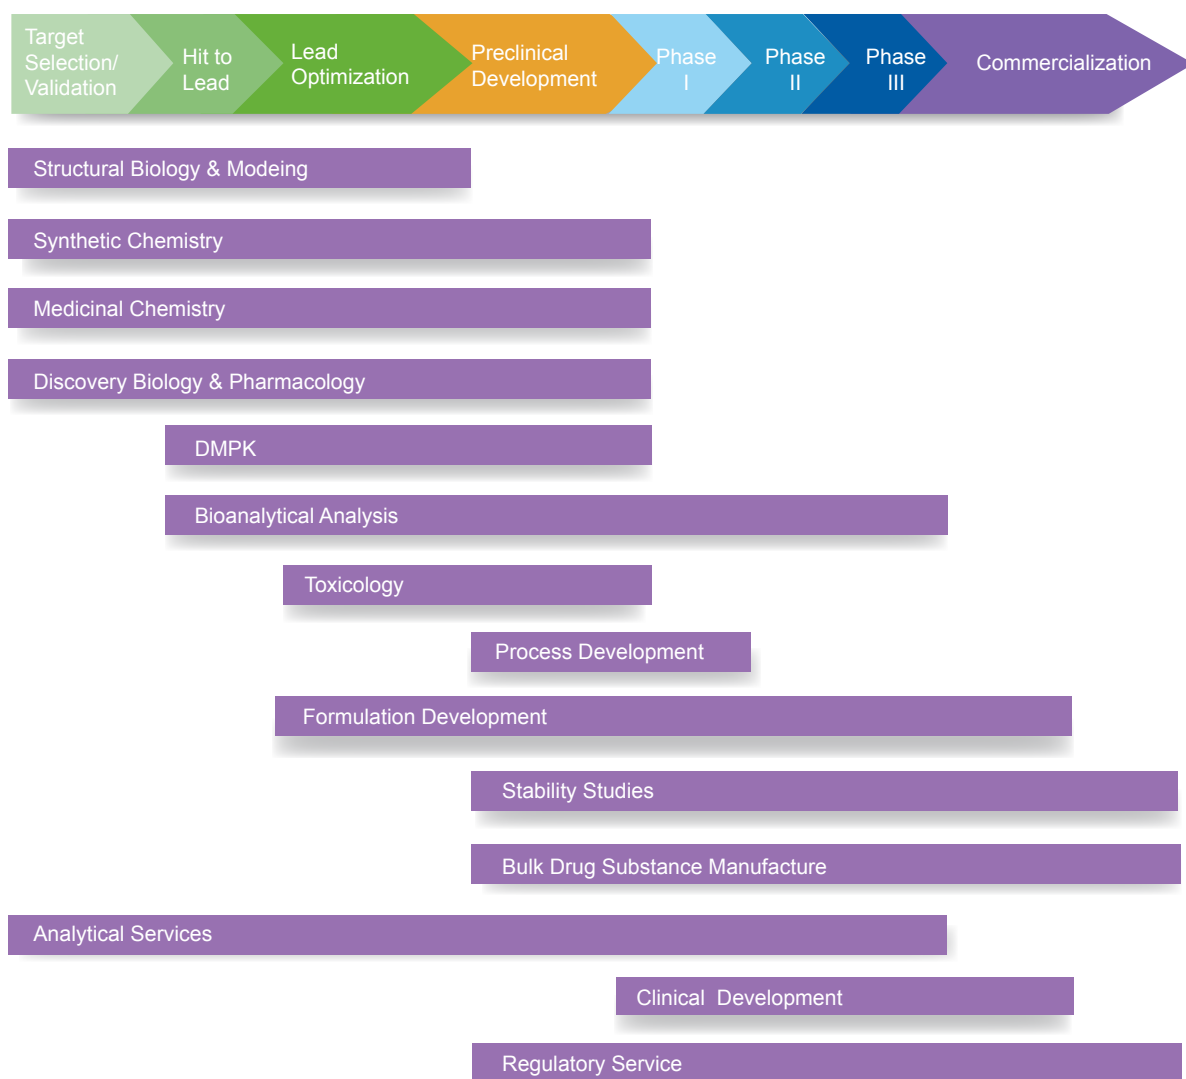 Target
Selection/
Validation
Hit to
Lead
Lead
Optimization
Preclinical
Development
Phase
I
Phase
II
Phase
III
Commercialization
Structural Biology & Modeing
Synthetic Chemistry
Medicinal Chemistry
Discovery Biology & Pharmacology
DMPK
Bioanalytical Analysis
Toxicology
Process Development
Formulation Development
Stability Studies
Bulk Drug Substance Manufacture
Analytical Services
Clinical  Development
Regulatory Service